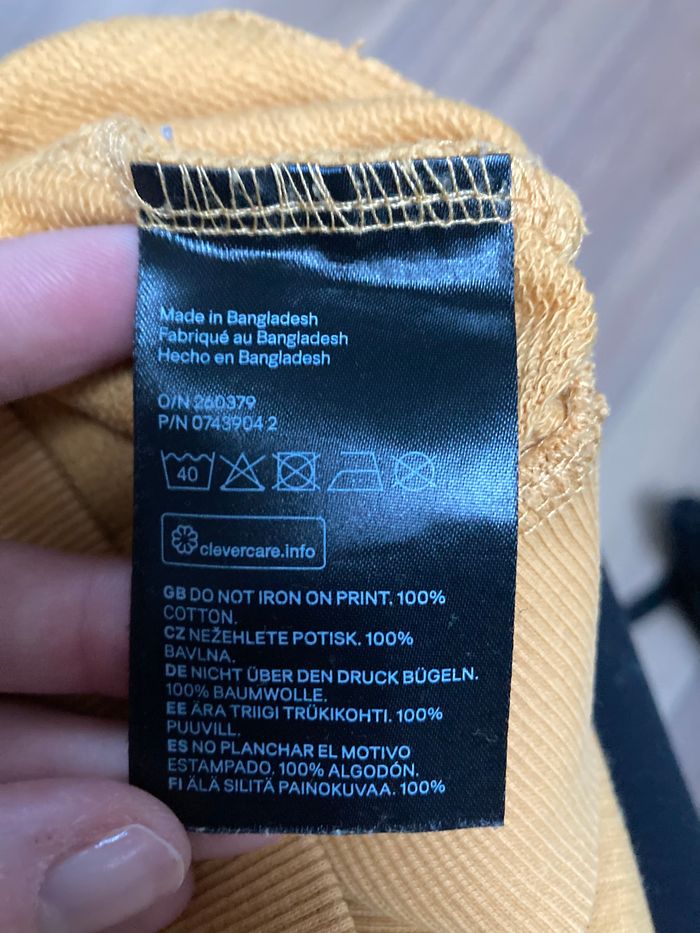 Made in Bangladesh
Fabriqué au Bangladesh
Hecho en Bangladesh
O/N 260379
P/N 0743904 2
40
clevercare.info
GB DO NOT IRON ON PRINT. 100%
COTTON.
CZ NEŽEHLETE POTISK. 100%
BAVLNA.
DE NICHT ÜBER DEN DRUCK BÜGELN.
100% BAUMWOLLE.
EE ÄRA TRIIGI TRÜKIKOHTI. 100%
PUUVILL.
ES NO PLANCHAR EL MOTIVO
ESTAMPADO. 100% ALGODÓN.
FI ÄLÄ SILITÄ PAINOKUVAA. 100%